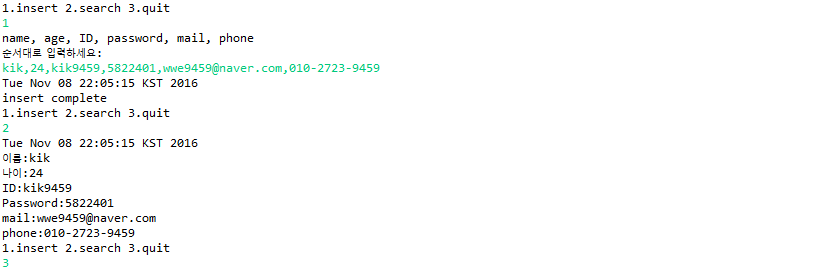 1.insert 2.search 3.quit
1
name, age, ID, password, mail, phone
순서대로 입력하세요:
kik,24,kik9459,5822401,wwe9459@naver.com,010-2723-9459
Tue Nov 08 22:05:15 KST 2016
insert complete
1.insert 2.search 3.quit
2
Tue Nov 08 22:05:15 KST 2016
이름:kik
나이:24
ID:kik9459
Password:5822401
mail:wwe9459@naver.com
phone:010-2723-9459
1.insert 2.search 3.quit
3